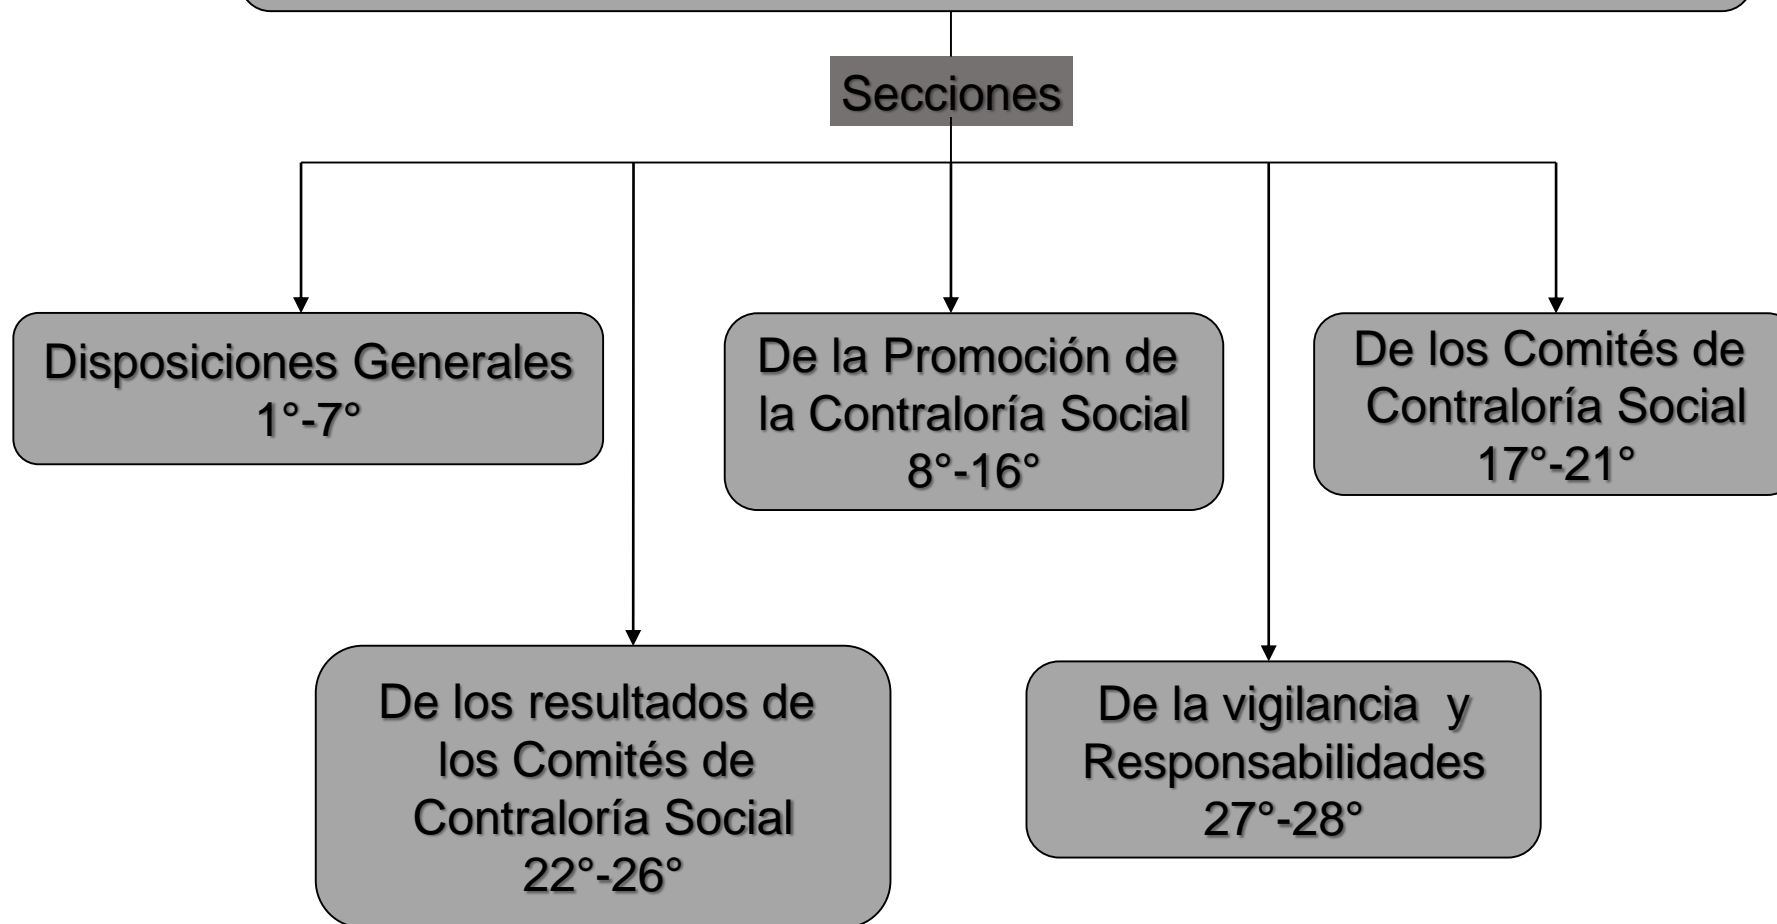 Secciones
Disposiciones Generales
1°-7°
De la Promoción de
la Contraloría Social
8°-16°
De los Comités de
Contraloría Social
17°-21°
De los resultados de
los Comités de
Contraloría Social
22°-26°
De la vigilancia  y
Responsabilidades
27°-28°